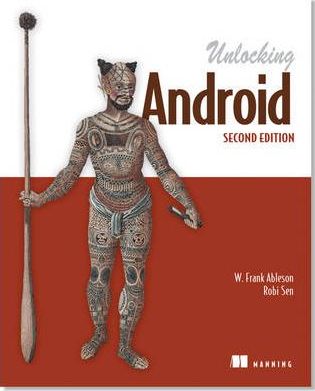 Unlocking
Android
SECOND EDITION
W. Frank Ableson
Robi Sen
MANNING